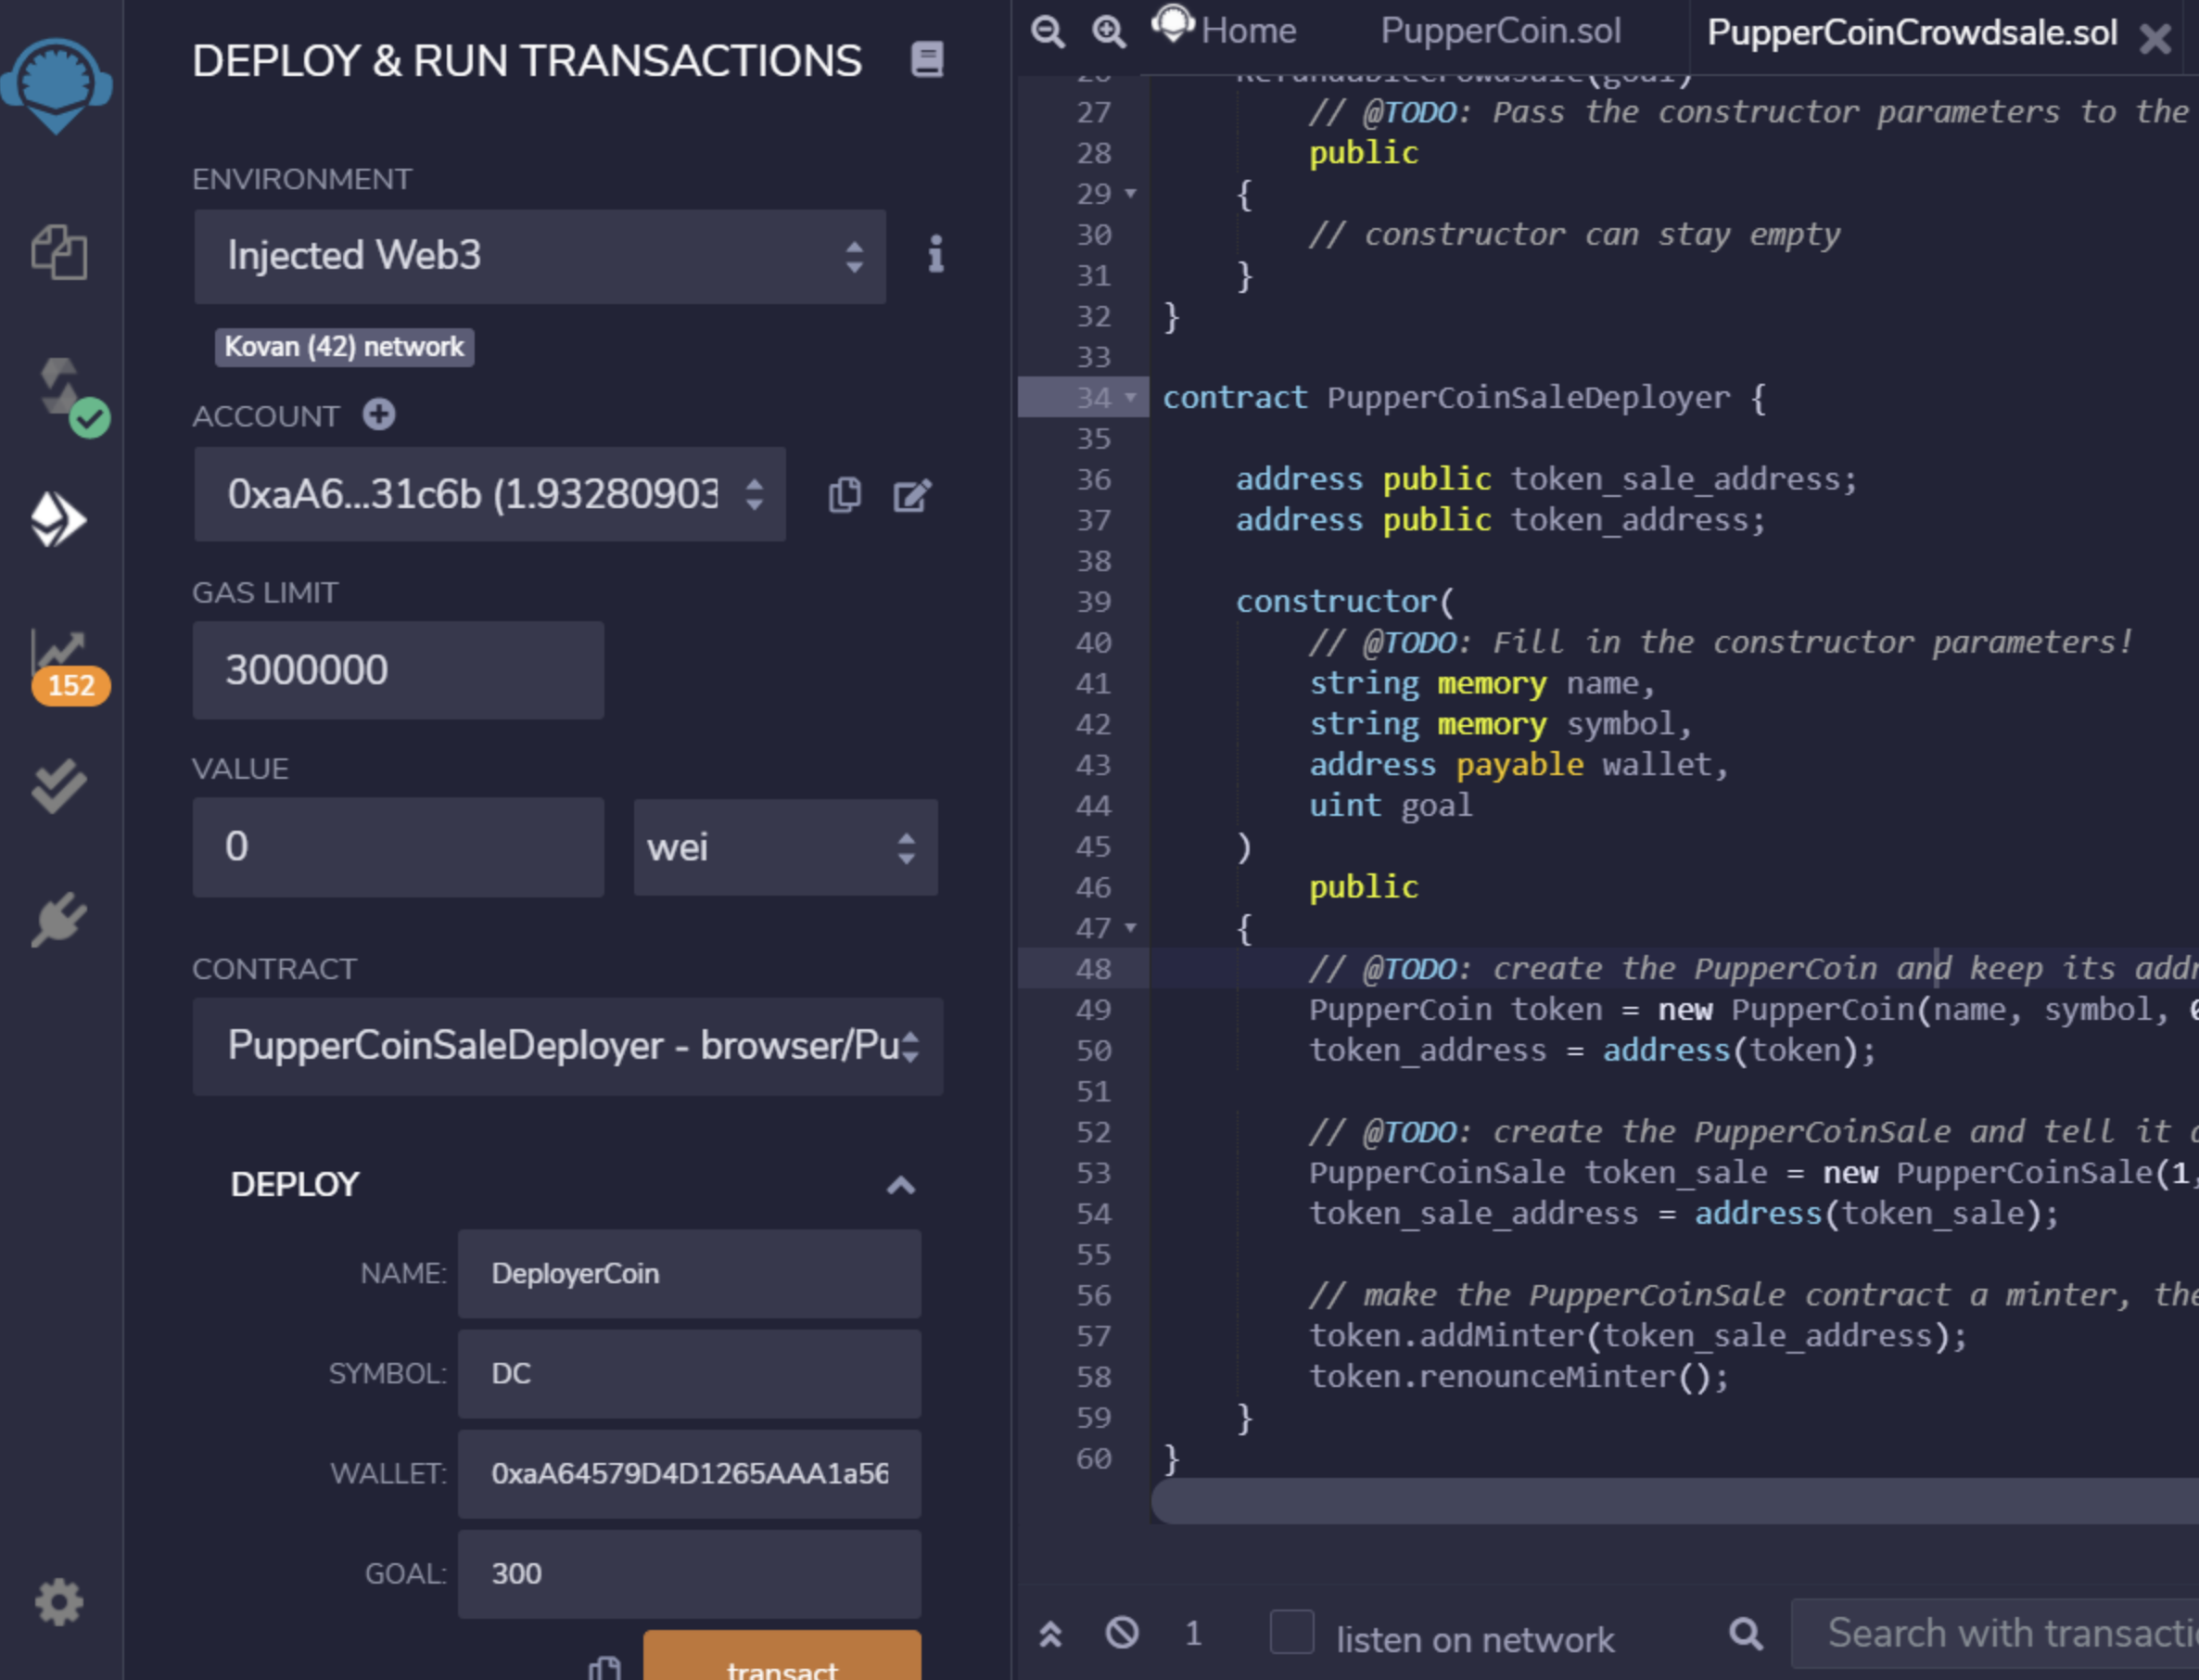 DEPLOY & RUN TRANSACTIONS
ENVIRONMENT
Injected Web3
Kovan (42) network
ACCOUNT
0xaA6...31c6b (1.93280903
GAS LIMIT
3000000
VALUE
0
wei
CONTRACT
PupperCoinSaleDeployer - browser/Pu
DEPLOY
NAME: DeployerCoin
SYMBOL: DC
WALLET: 0xaA64579D4D1265AAA1a56
GOAL: 300
transact
152
Home PupperCoin.sol PupperCoinCrowdsale.sol
26 RefundableCrowdsale(goal)
27 // @TODO: Pass the constructor parameters to the
28 public
29 {
30 // constructor can stay empty
31 }
32 }
33
34 contract PupperCoinSaleDeployer {
35
36 address public token_sale_address;
37 address public token_address;
38
39 constructor(
40 // @TODO: Fill in the constructor parameters!
41 string memory name,
42 string memory symbol,
43 address payable wallet,
44 uint goal
45 )
46 public
47 {
48 // @TODO: create the PupperCoin and keep its addr
49 PupperCoin token = new PupperCoin(name, symbol, 0
50 token_address = address(token);
51
52 // @TODO: create the PupperCoinSale and tell it
53 PupperCoinSale token_sale = new PupperCoinSale(1,
54 token_sale_address = address(token_sale);
55
56 // make the PupperCoinSale contract a minter, the
57 token.addMinter(token_sale_address);
58 token.renounceMinter();
59 }
60 }
1 listen on network Search with transacti